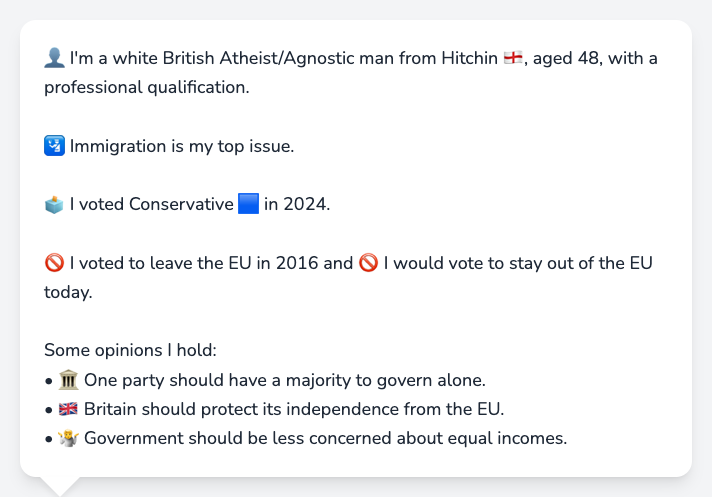 👤 I'm a white British Atheist/Agnostic man from Hitchin 🏴󠁧󠁢󠁥󠁮󠁧󠁿, aged 48, with a
professional qualification.
🛂 Immigration is my top issue.
🗳️ I voted Conservative 🟦 in 2024.
🚫 I voted to leave the EU in 2016 and 🚫 I would vote to stay out of the EU
today.
Some opinions I hold:
• 🏛️ One party should have a majority to govern alone.
• 🇬🇧 Britain should protect its independence from the EU.
• 🤷 Government should be less concerned about equal incomes.